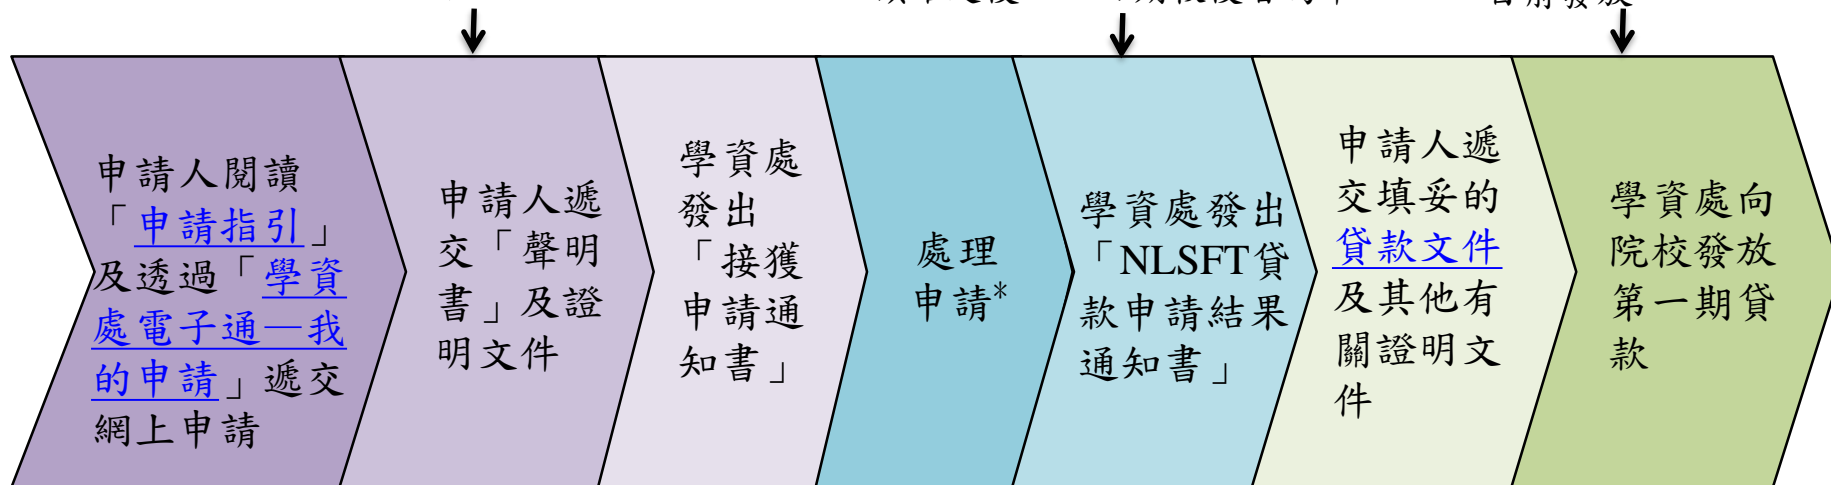 申請人閱讀
「申請指引」
及透過「學資
處電子通—我
的申請」遞交
網上申請
申請人遞
交「聲明
書」及證
明文件
學資處
發出
「接獲
申請通
知書」
處理
申請*
學資處發出
「NLSFT貸
款申請結果
通知書」
申請人遞
交填妥的
貸款文件
及其他有
關證明文
件
學資處向
院校發放
第一期貸
款